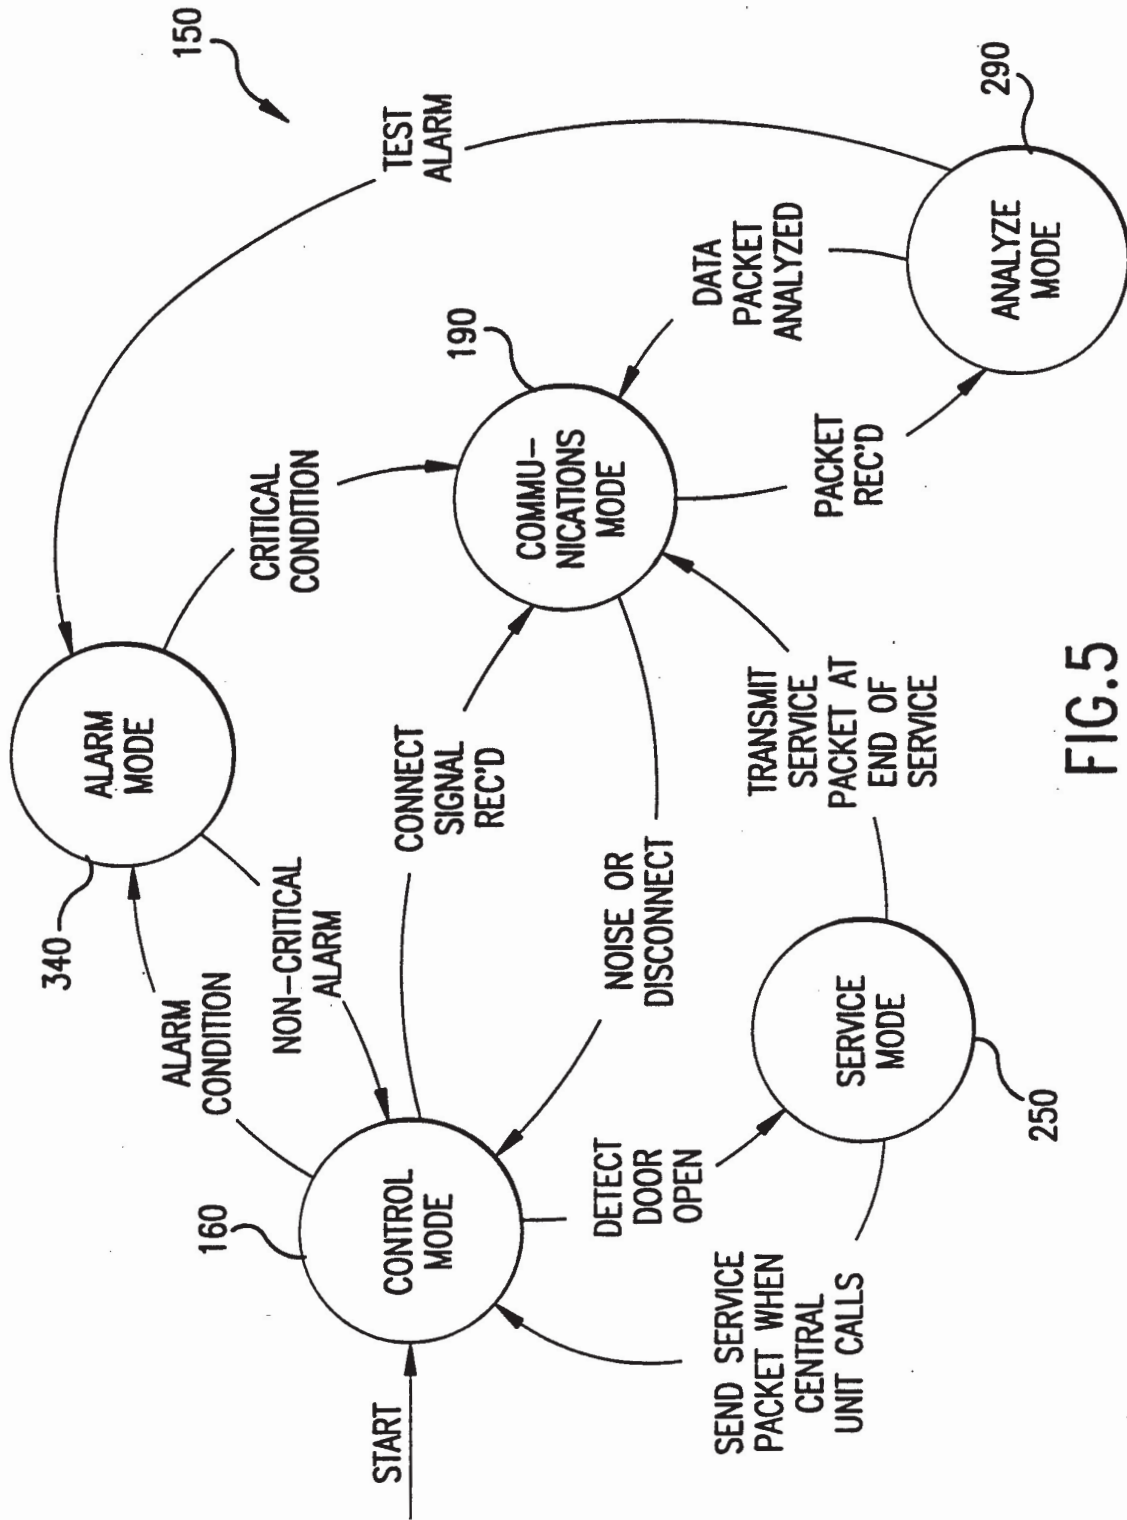 150
TEST
ALARM
340
ALARM
MODE
CRITICAL
CONDITION
ALARM
CONDITION
NON-CRITICAL
ALARM
CONNECT
SIGNAL
REC'D
190
COMMU-
NICATIONS
MODE
DATA
PACKET
ANALYZED
290
ANALYZE
MODE
PACKET
REC'D
160
CONTROL
MODE
START
NOISE OR
DISCONNECT
DETECT
DOOR
OPEN
TRANSMIT
SERVICE
PACKET AT
END OF
SERVICE
SERVICE
MODE
250
SEND SERVICE
PACKET WHEN
CENTRAL
UNIT CALLS
FIG.5